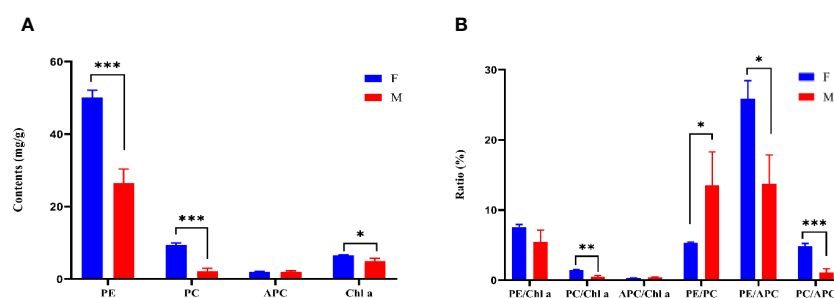 A
Contents (mg/g)
60
40
20
0
***
***
*
F
M
PE
PC
APC
Chl a
B
Ratio (%)
30
20
10
0
**
*
*
***
F
M
PE/Chl a
PC/Chl a
APC/Chl a
PE/PC
PE/APC
PC/APC